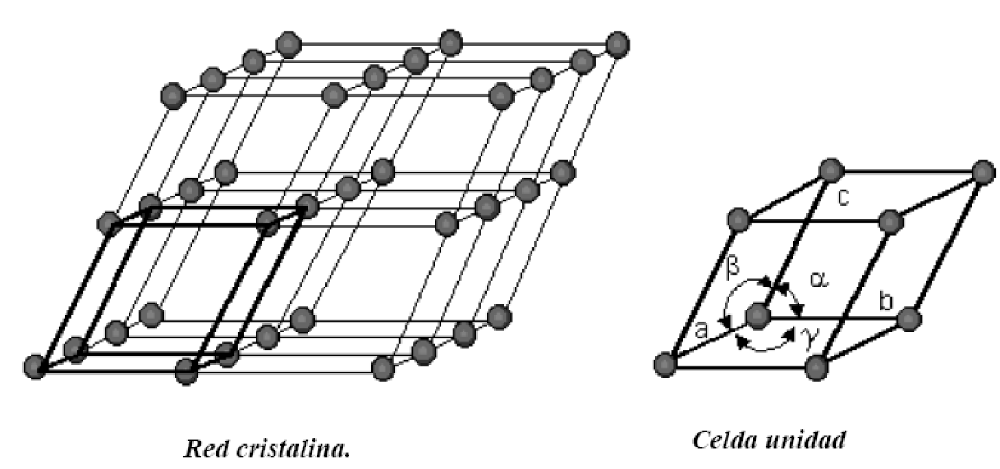 c
β
α
b
a
γ
Red cristalina.
Celda unidad